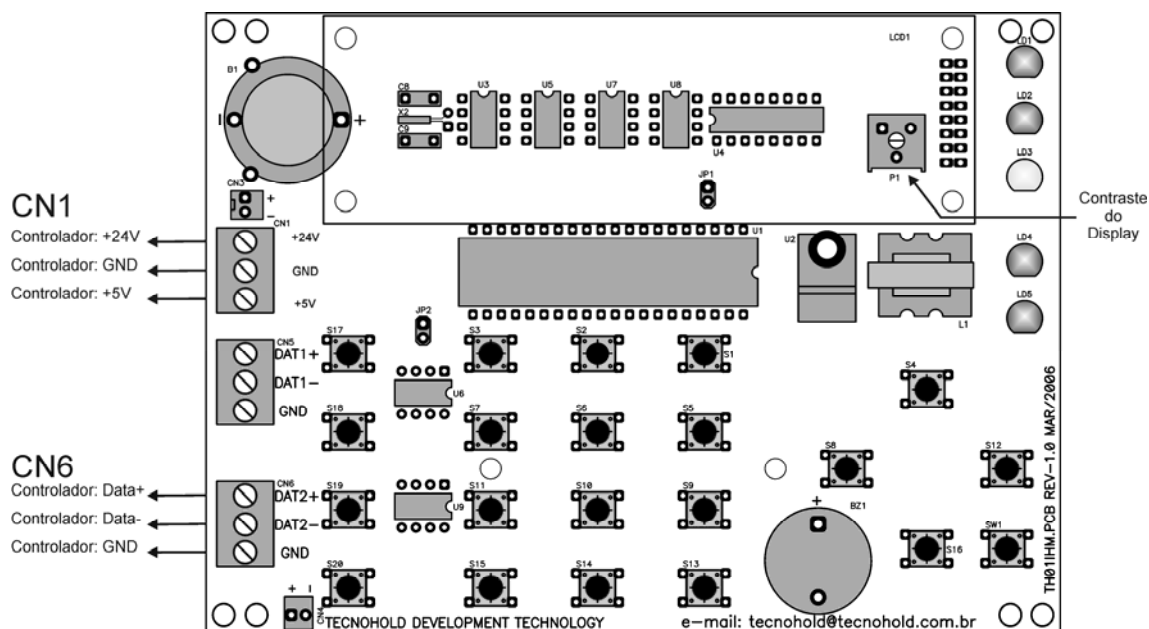 LCD1
LD1
B1
C8
U3
U5
U7
U8
LD2
X2
+
C9
U4
LD3
P1
JP1
CN3
+
-
CN1
CN1
Contraste
do
Display
Controlador: +24V
+24V
U1
U2
LD4
Controlador: GND
GND
Controlador: +5V
+5V
LD5
L1
JP2
S17
S3
S2
S1
CN5
DAT1+
DAT1-
GND
U6
S4
S18
S7
S6
S5
S8
S12
CN6
Controlador: Data+
Controlador: Data-
Controlador: GND
CN6
DAT2+
DAT2-
GND
S19
U9
S11
S10
S9
+
BZ1
S16
SW1
S20
S15
S14
S13
+
CN4
TECNOHOLD DEVELOPMENT TECHNOLOGY
e-mail: tecnohold@tecnohold.com.br
TH01IHM.PCB REV-1.0 MAR/2006